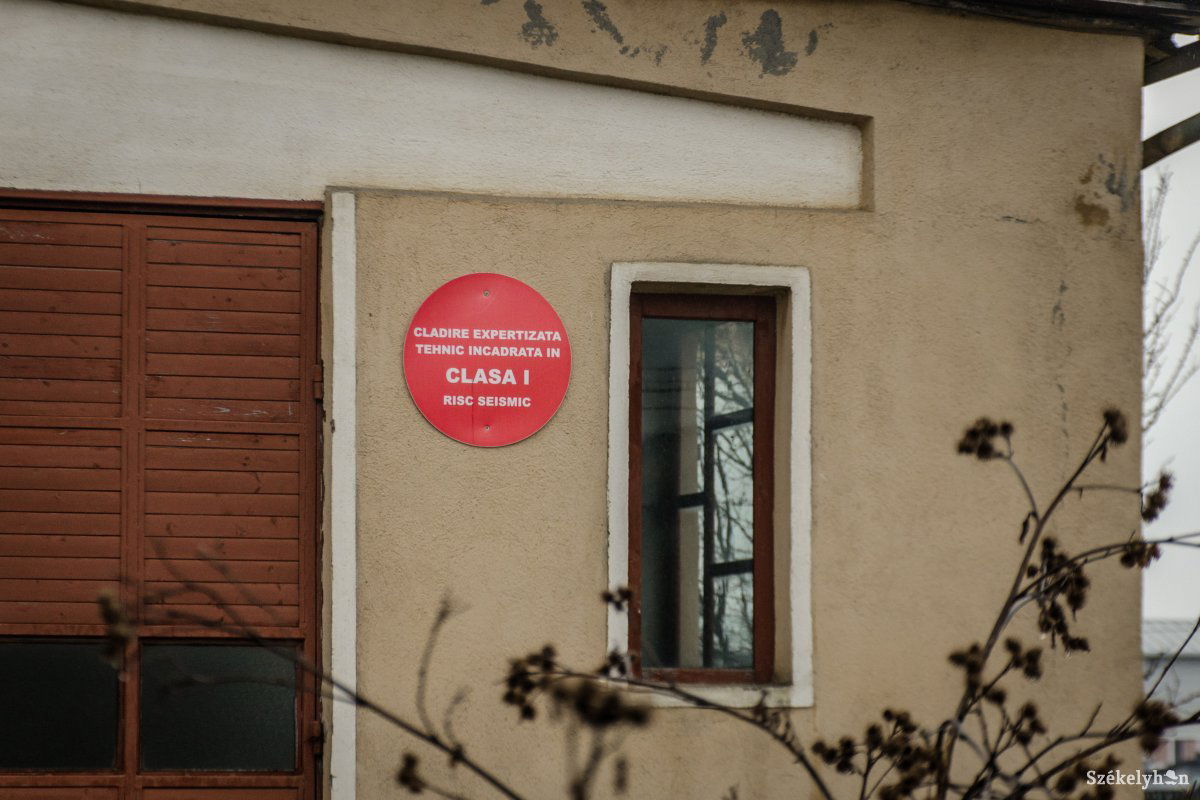 CLADIRE EXPERTIZATA
TEHNIC INCADRATA IN
CLASA I
RISC SEISMIC
Székelyhon